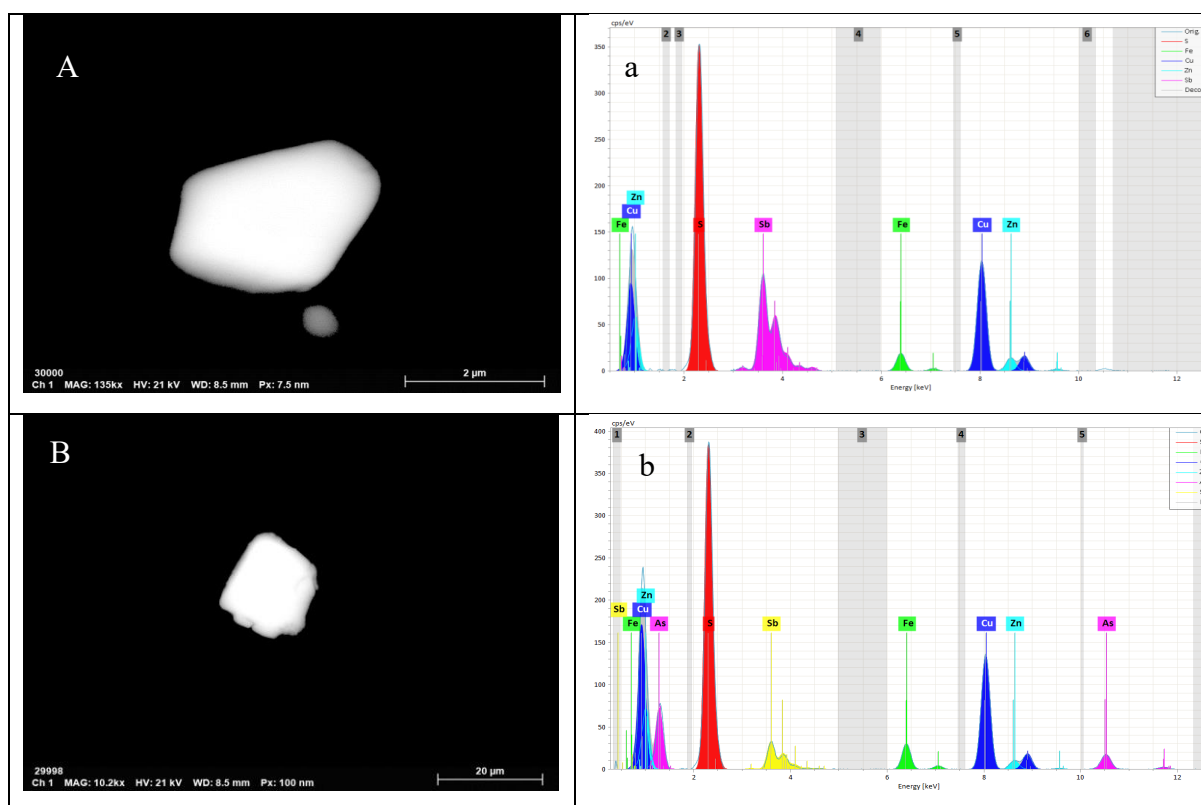 A
30000
Ch 1 MAG: 135kx HV: 21 kV WD: 8.5 mm Px: 7.5 nm
2 µm
a
cps/eV
2 3 4 5 6
350
300
250
200
150
100
50
0
Orig.
S
Fe
Cu
Zn
Sb
Deco
Zn
Fe Cu S Sb Fe Cu Zn
2 4 6 8 10 12
Energy [keV]
B
29998
Ch 1 MAG: 10.2kx HV: 21 kV WD: 8.5 mm Px: 100 nm
20 µm
b
cps/eV
1 2 3 4 5
400
350
300
250
200
150
100
50
0
Zn
Sb Sb
Fe Cu As S Fe Cu Zn As
2 4 6 8 10 12
Energy [keV]